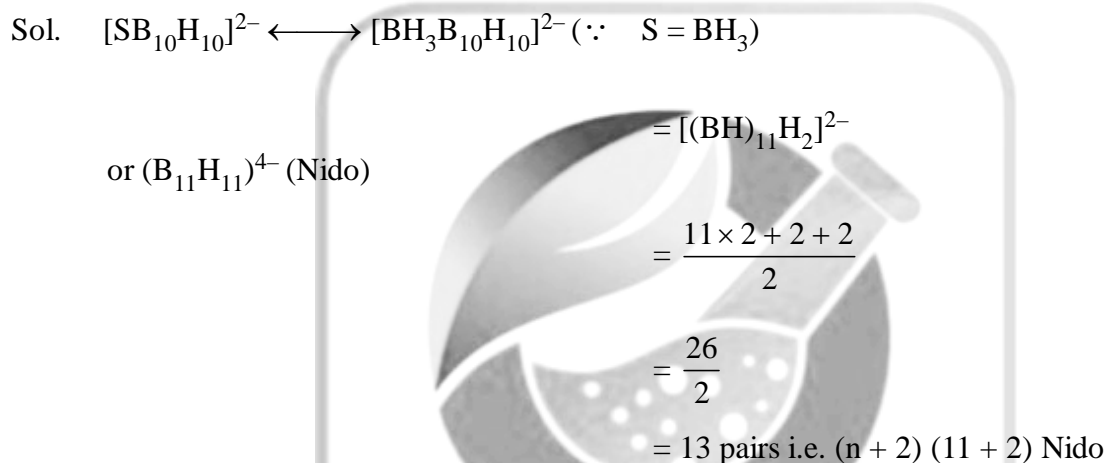 Sol. [SB₁₀H₁₀]²⁻ ⟷ [BH₃B₁₀H₁₀]²⁻ (∵ S = BH₃)
= [(BH)₁₁H₂]²⁻
or (B₁₁H₁₁)⁴⁻ (Nido)
= (11 × 2 + 2 + 2)/2
= 26/2
= 13 pairs i.e. (n + 2) (11 + 2) Nido